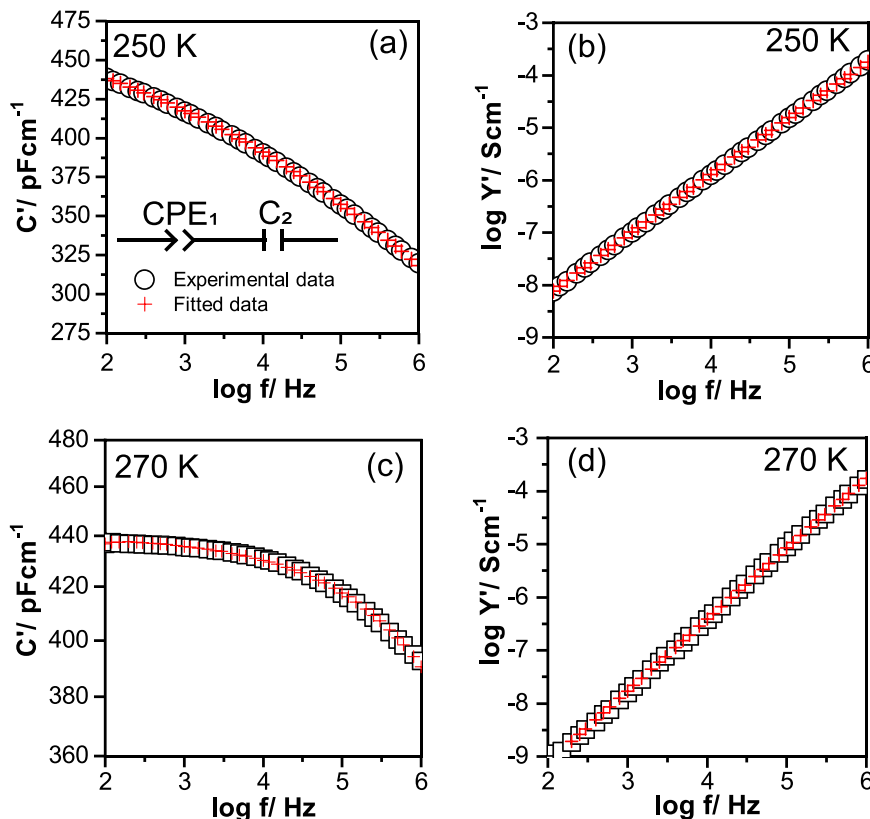 250 K
(a)
C'/ pFcm⁻¹
475
450
425
400
375
350
325
300
275
CPE₁
C₂
Experimental data
Fitted data
2 3 4 5 6
log f/ Hz
(b)
250 K
log Y'/ Scm⁻¹
-3
-4
-5
-6
-7
-8
-9
2 3 4 5 6
log f/ Hz
270 K
(c)
C'/ pFcm⁻¹
480
460
440
420
400
380
360
2 3 4 5 6
log f/ Hz
(d)
270 K
log Y'/ Scm⁻¹
-3
-4
-5
-6
-7
-8
-9
2 3 4 5 6
log f/ Hz